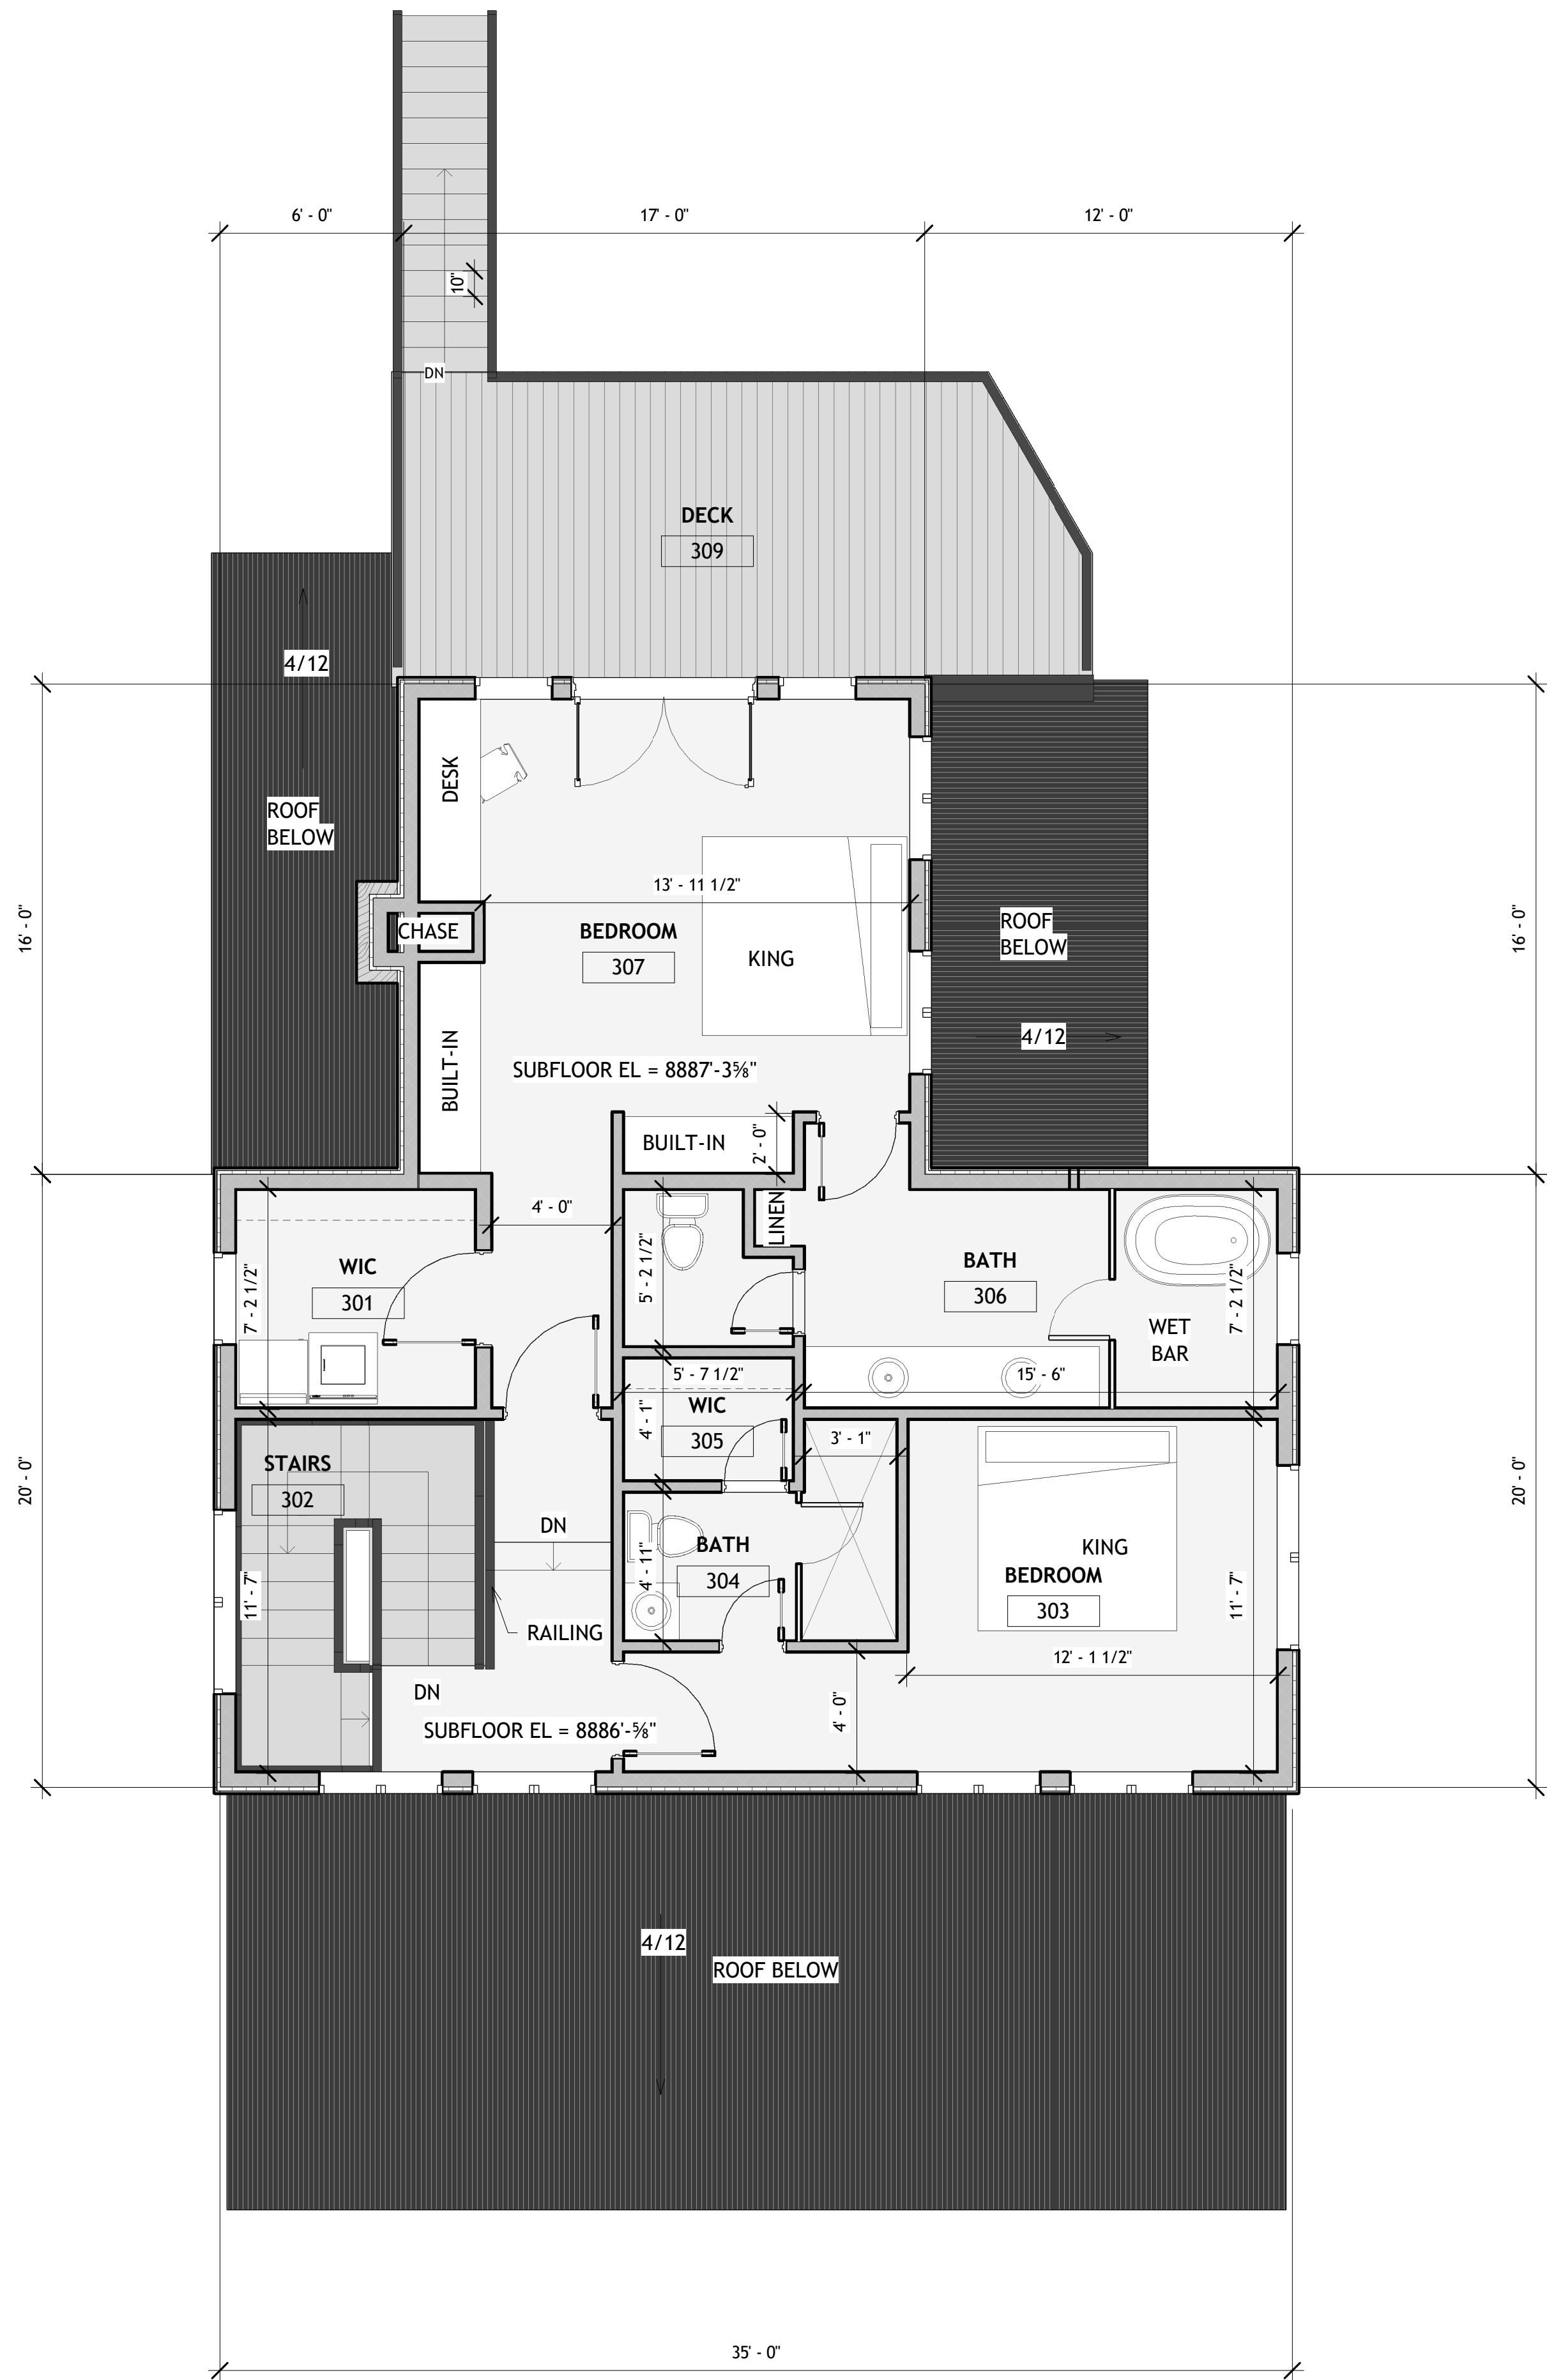 6' - 0"
17' - 0"
12' - 0"
10"
DN
DECK
309
4/12
ROOF
BELOW
DESK
16' - 0"
13' - 11 1/2"
CHASE
BEDROOM
307
KING
ROOF
BELOW
16' - 0"
4/12
BUILT-IN
SUBFLOOR EL = 8887'-3⅝"
BUILT-IN
2' - 0"
4' - 0"
LINEN
WIC
301
7' - 2 1/2"
5' - 2 1/2"
BATH
306
7' - 2 1/2"
WET
BAR
5' - 7 1/2"
15' - 6"
WIC
305
4' - 1"
3' - 1"
STAIRS
302
20' - 0"
20' - 0"
DN
BATH
304
4' - 11"
KING
BEDROOM
303
11' - 7"
11' - 7"
RAILING
12' - 1 1/2"
DN
4' - 0"
SUBFLOOR EL = 8886'-⅝"
4/12
ROOF BELOW
35' - 0"